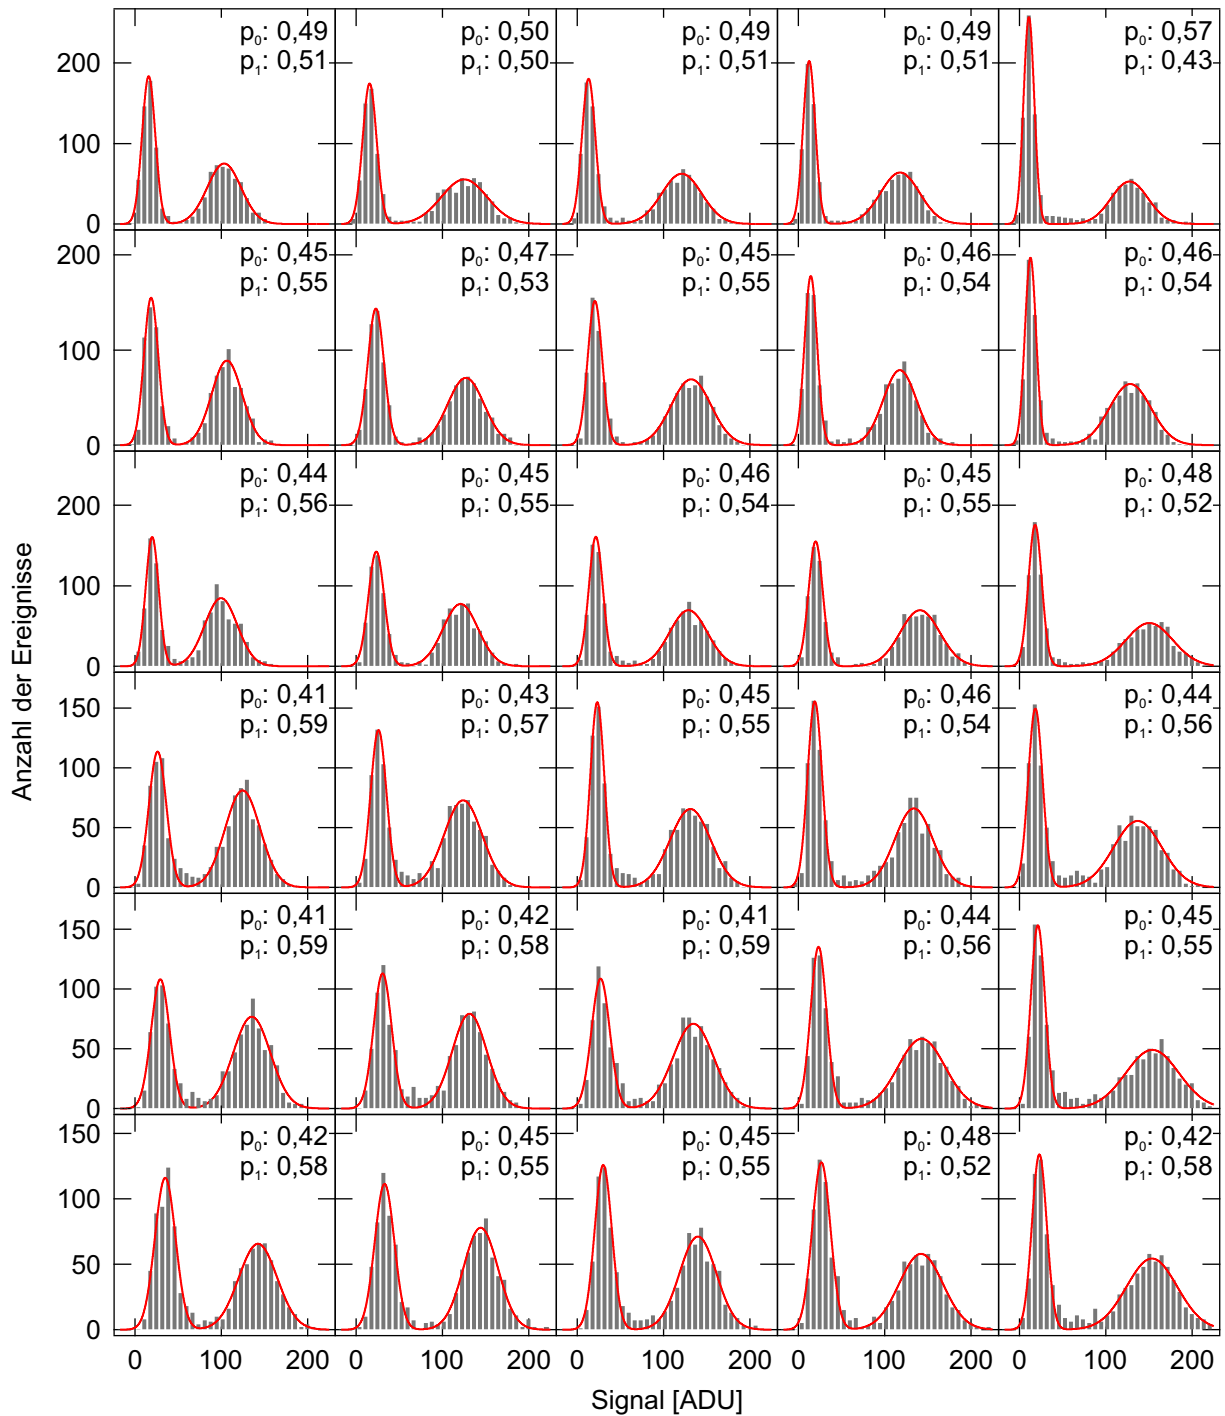 p₀: 0,49 p₀: 0,50 p₀: 0,49 p₀: 0,49 p₀: 0,57
200 p₁: 0,51 p₁: 0,50 p₁: 0,51 p₁: 0,51 p₁: 0,43
100
0
200 p₀: 0,45 p₀: 0,47 p₀: 0,45 p₀: 0,46 p₀: 0,46
p₁: 0,55 p₁: 0,53 p₁: 0,55 p₁: 0,54 p₁: 0,54
100
0
p₀: 0,44 p₀: 0,45 p₀: 0,46 p₀: 0,45 p₀: 0,48
200 p₁: 0,56 p₁: 0,55 p₁: 0,54 p₁: 0,55 p₁: 0,52
100
0
Anzahl der Ereignisse
p₀: 0,41 p₀: 0,43 p₀: 0,45 p₀: 0,46 p₀: 0,44
150 p₁: 0,59 p₁: 0,57 p₁: 0,55 p₁: 0,54 p₁: 0,56
100
50
0
p₀: 0,41 p₀: 0,42 p₀: 0,41 p₀: 0,44 p₀: 0,45
150 p₁: 0,59 p₁: 0,58 p₁: 0,59 p₁: 0,56 p₁: 0,55
100
50
0
150 p₀: 0,42 p₀: 0,45 p₀: 0,45 p₀: 0,48 p₀: 0,42
p₁: 0,58 p₁: 0,55 p₁: 0,55 p₁: 0,52 p₁: 0,58
100
50
0
0 100 200 0 100 200 0 100 200 0 100 200 0 100 200
Signal [ADU]